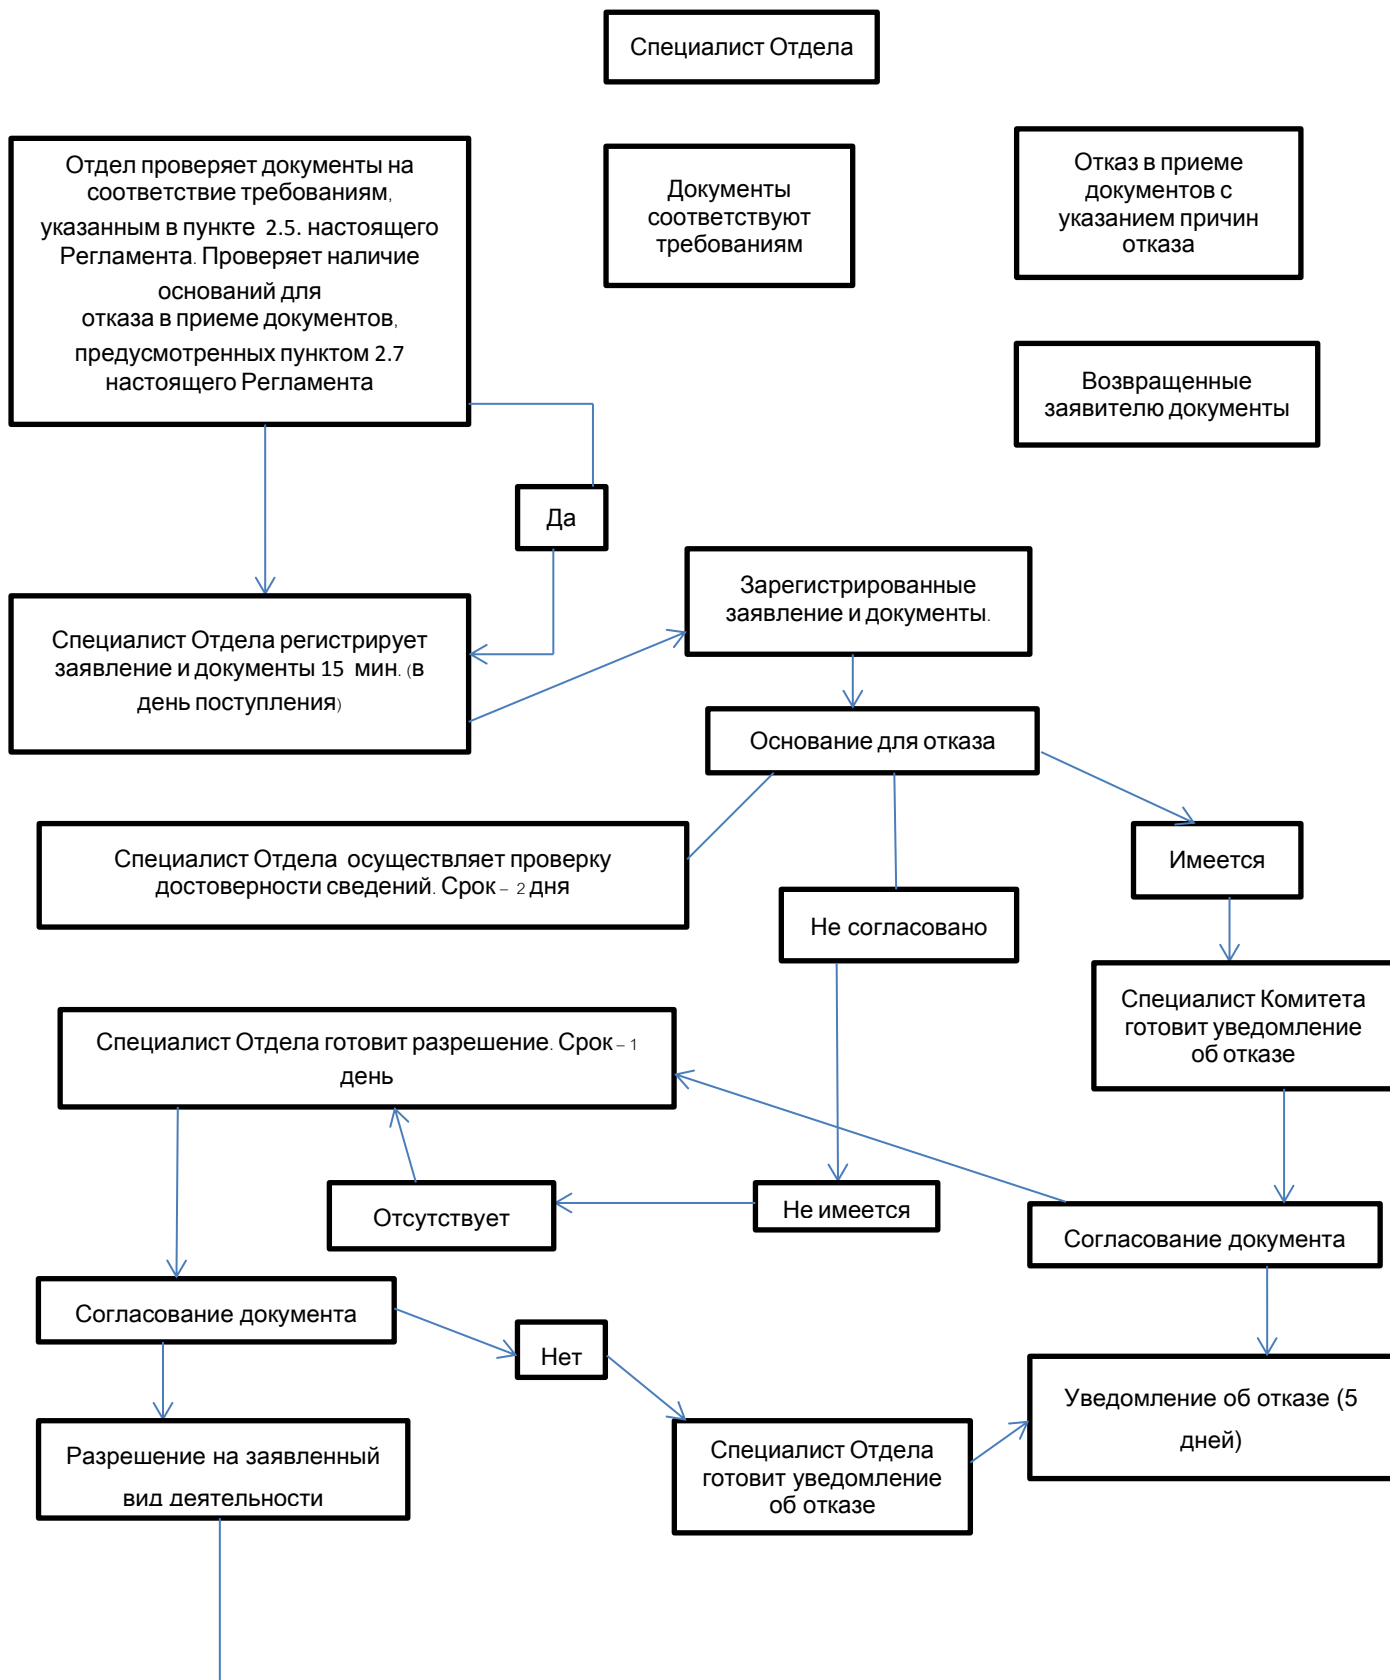 Специалист Отдела
Отдел проверяет документы на
соответствие требованиям,
указанным в пункте 2.5. настоящего
Регламента. Проверяет наличие
оснований для
отказа в приеме документов,
предусмотренных пунктом 2.7
настоящего Регламента
Документы
соответствуют
требованиям
Отказ в приеме
документов с
указанием причин
отказа
Возвращенные
заявителю документы
Да
Специалист Отдела регистрирует
заявление и документы 15 мин. (в
день поступления)
Зарегистрированные
заявление и документы.
Основание для отказа
Специалист Отдела осуществляет проверку
достоверности сведений. Срок – 2 дня
Имеется
Не согласовано
Специалист Комитета
готовит уведомление
об отказе
Специалист Отдела готовит разрешение. Срок – 1
день
Отсутствует
Не имеется
Согласование документа
Согласование документа
Нет
Уведомление об отказе (5
дней)
Разрешение на заявленный
вид деятельности
Специалист Отдела
готовит уведомление
об отказе